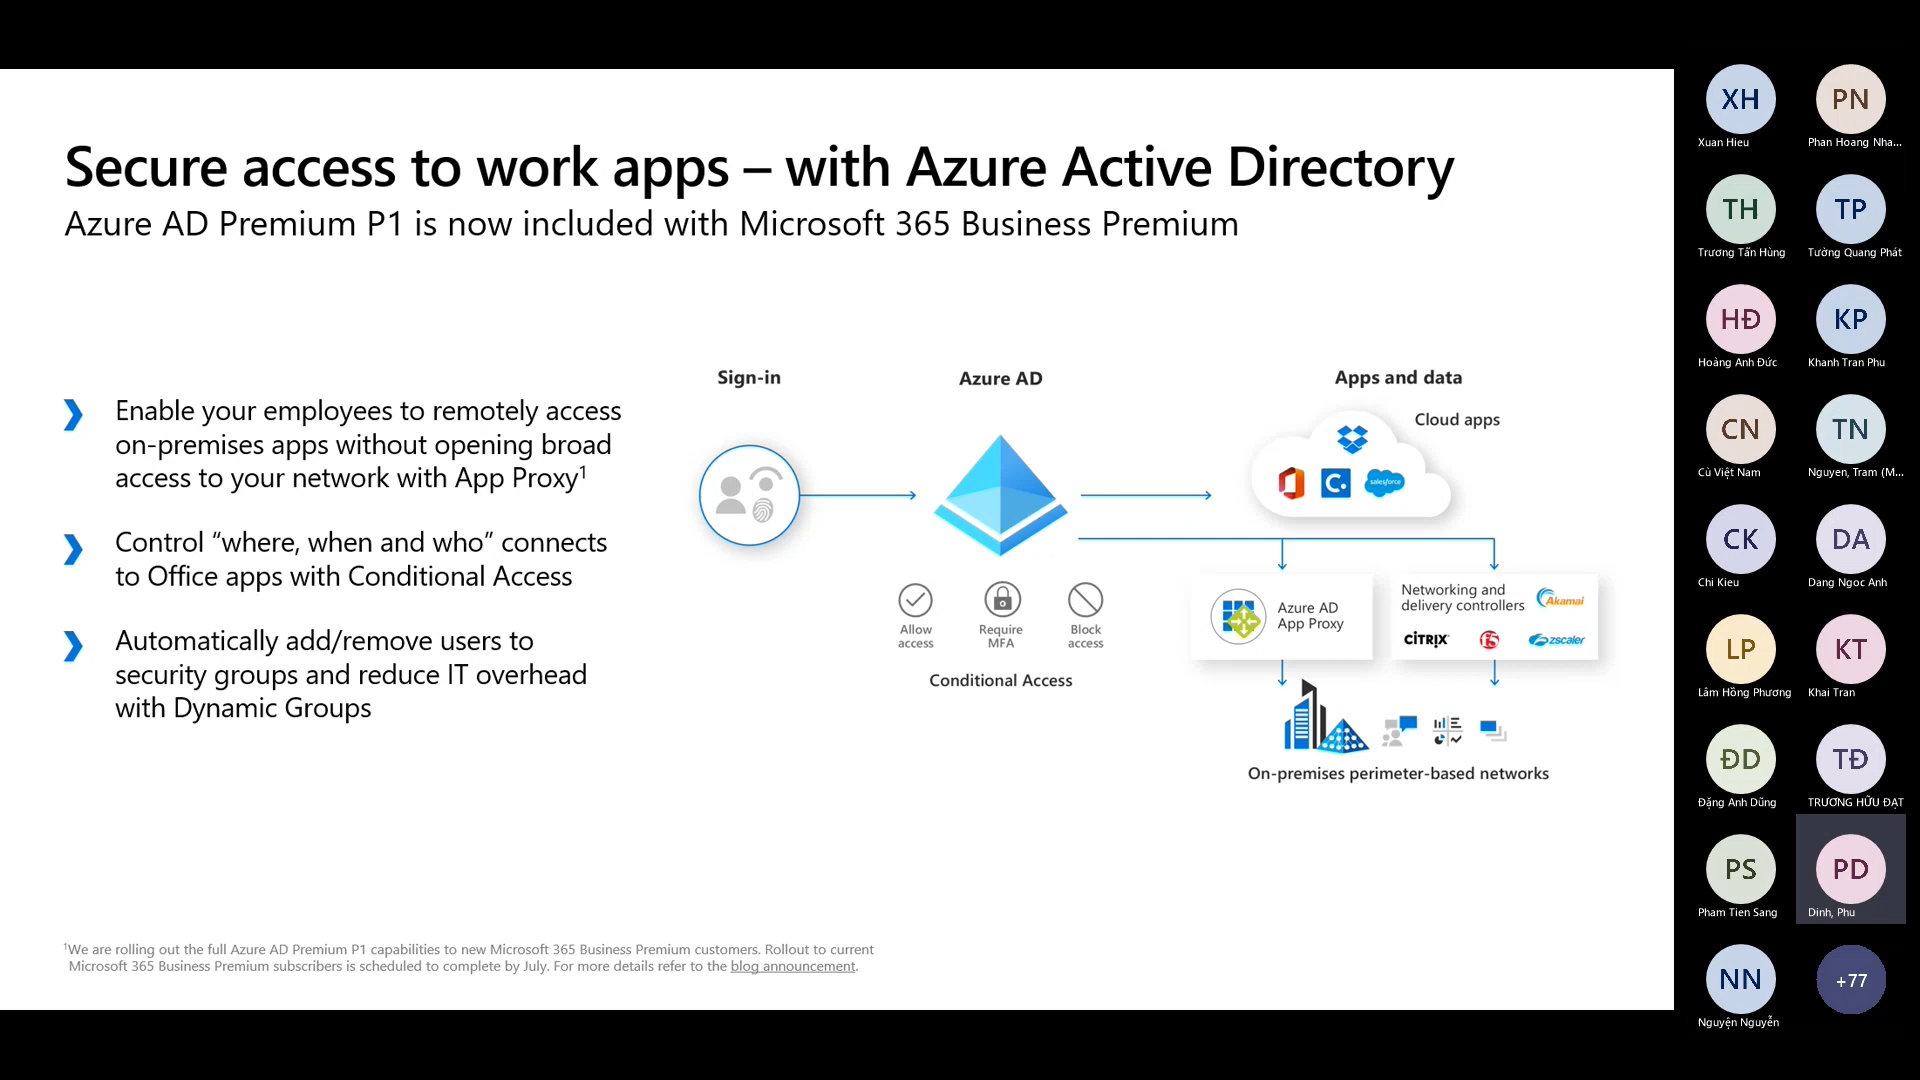 Secure access to work apps – with Azure Active Directory
Azure AD Premium P1 is now included with Microsoft 365 Business Premium
Enable your employees to remotely access
on-premises apps without opening broad
access to your network with App Proxy¹
Control “where, when and who” connects
to Office apps with Conditional Access
Automatically add/remove users to
security groups and reduce IT overhead
with Dynamic Groups
Sign-in
Azure AD
Apps and data
Cloud apps
C.
salesforce
Allow
access
Require
MFA
Block
access
Conditional Access
Azure AD
App Proxy
Networking and
delivery controllers
Akamai
CITRIX
f5
zscaler
On-premises perimeter-based networks
¹We are rolling out the full Azure AD Premium P1 capabilities to new Microsoft 365 Business Premium customers. Rollout to current
Microsoft 365 Business Premium subscribers is scheduled to complete by July. For more details refer to the blog announcement.
XH
Xuan Hieu
PN
Phan Hoang Nha...
TH
Trương Tấn Hùng
TP
Tường Quang Phát
HĐ
Hoàng Anh Đức
KP
Khanh Tran Phu
CN
Cù Việt Nam
TN
Nguyen, Tram (M...
CK
Chi Kieu
DA
Dang Ngoc Anh
LP
Lâm Hồng Phương
KT
Khai Tran
ĐD
Đặng Anh Dũng
TĐ
TRƯƠNG HỮU ĐẠT
PS
Pham Tien Sang
PD
Dinh, Phu
NN
Nguyện Nguyễn
+77